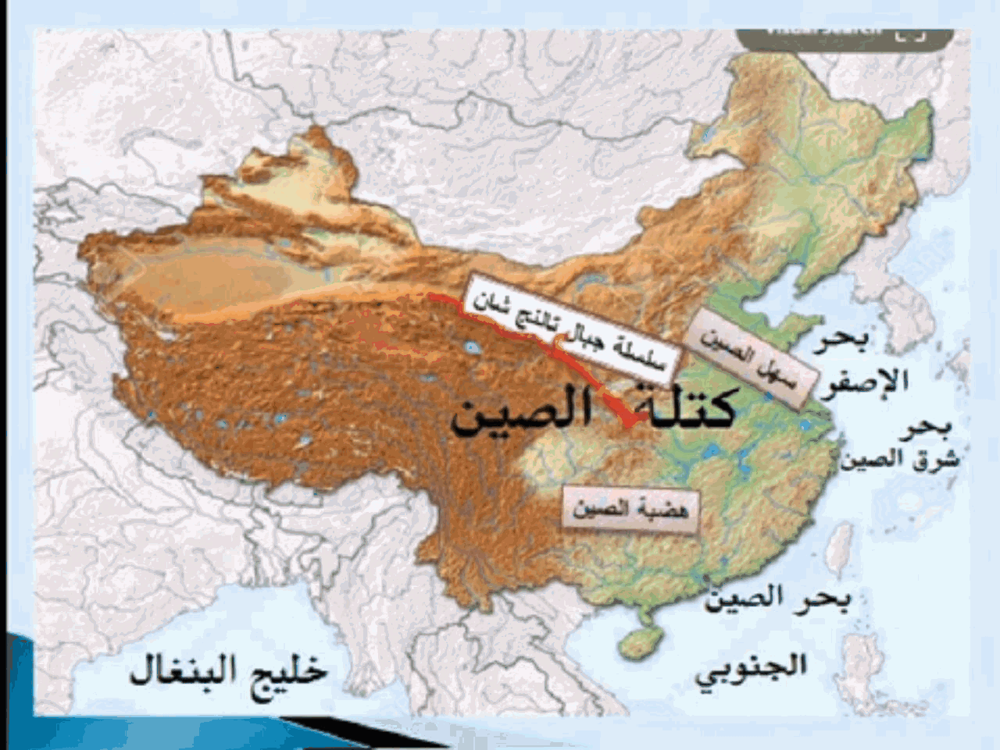 سلسلة جبال تالنج شان
سهل الصين
بحر
الإصفر
كتلة الصين
بحر
شرق الصين
هضبة الصين
بحر الصين
الجنوبي
خليج البنغال